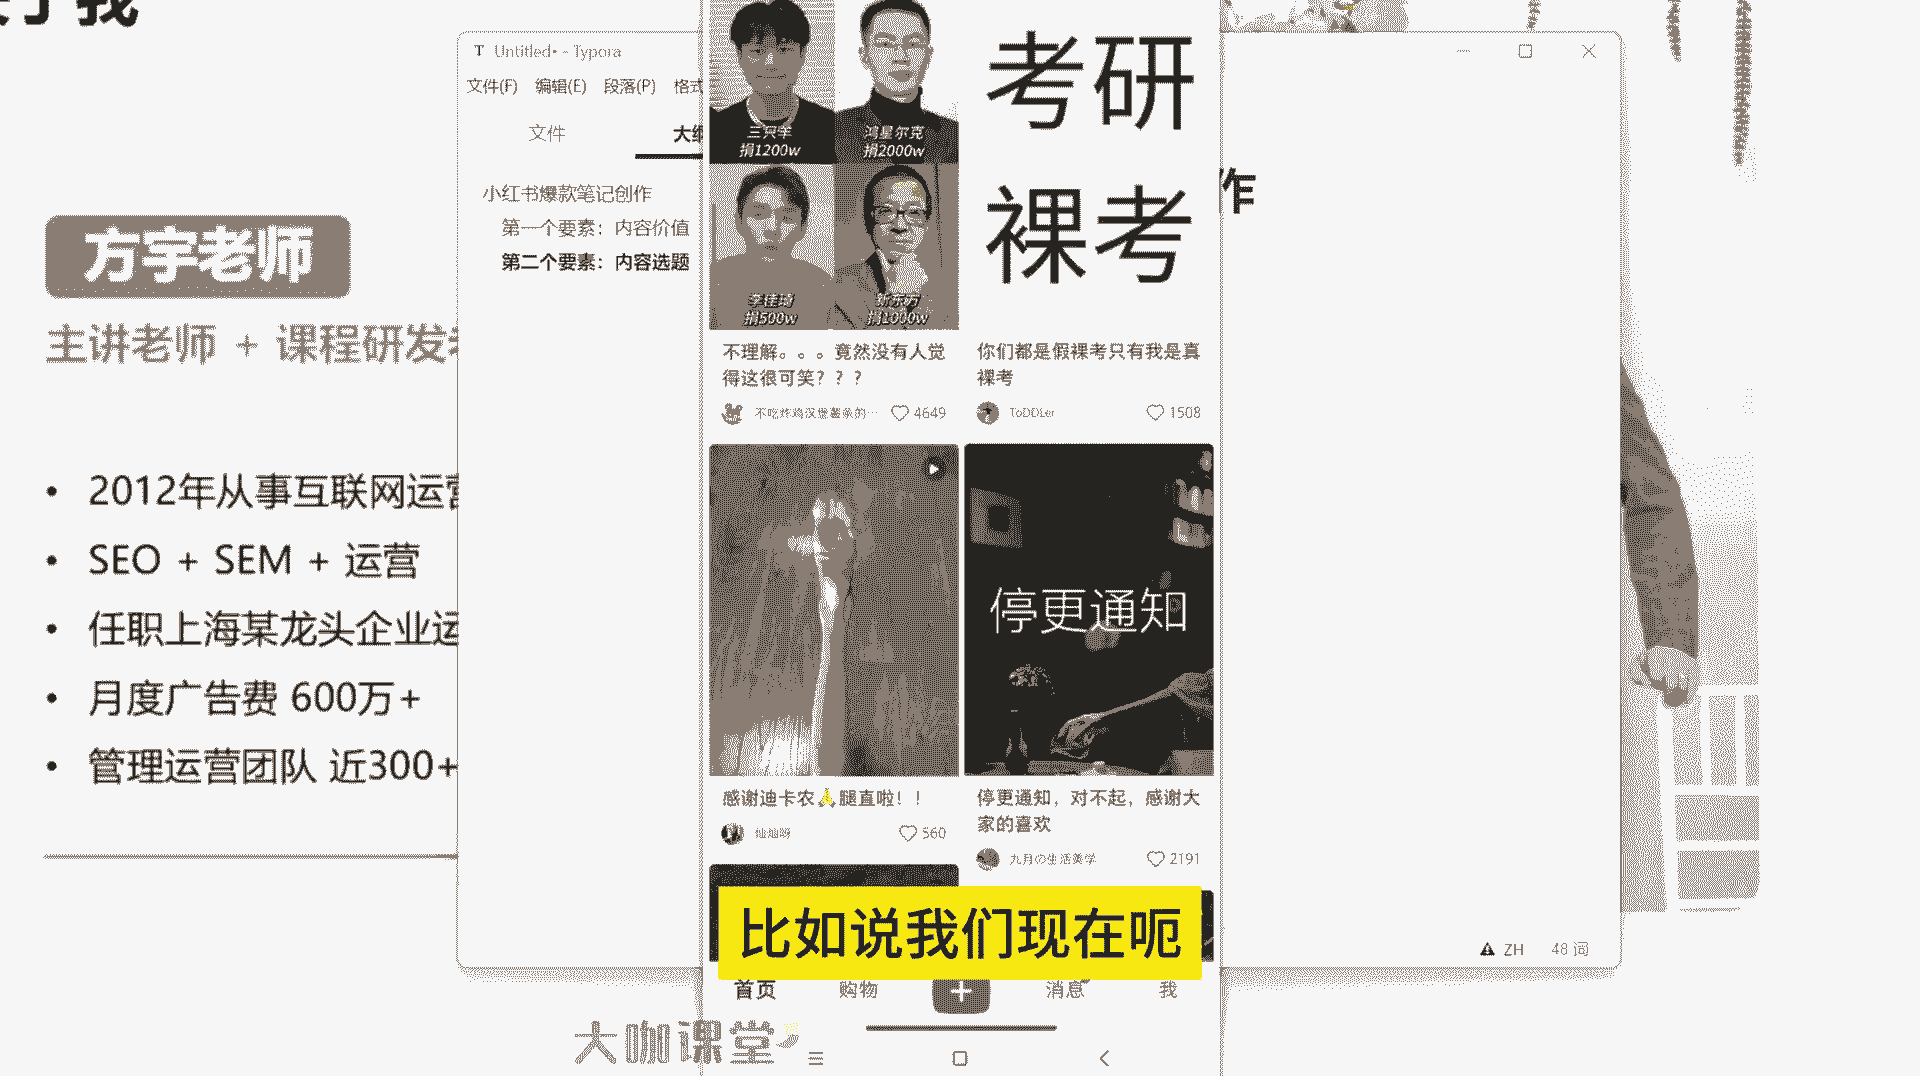 我
方宇老师
主讲老师 + 课程研发
2012年从事互联网运营
SEO + SEM + 运营
任职上海某龙头企业运
月度广告费 600万+
管理运营团队 近300+
T Untitled• - Typora
文件(F) 编辑(E) 段落(P) 格式
文件 大纲
小红书爆款笔记创作
第一个要素：内容价值
第二个要素：内容选题
作
三只羊
捐1200w
鸿星尔克
捐2000w
李佳琦
捐500w
新东方
捐1000w
考研
裸考
不理解。。。竟然没有人觉
得这很可笑？？？
不吃炸鸡汉堡薯条的… 4649
你们都是假裸考只有我是真
裸考
ToDDLer 1508
停更通知
感谢迪卡农🙏腿直啦！！
灿灿呀 560
停更通知，对不起，感谢大
家的喜欢
九月の生活美学 2191
比如说我们现在呃
首页 购物 消息 我
大咖课堂
ZH 48 词